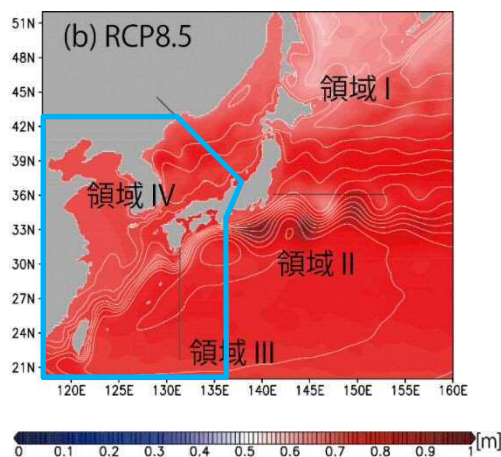 (b) RCP8.5
51N
48N
45N
42N
39N
36N
33N
30N
27N
24N
21N
領域 I
領域 IV
領域 II
領域 III
120E 125E 130E 135E 140E 145E 150E 155E 160E
0 0.1 0.2 0.3 0.4 0.5 0.6 0.7 0.8 0.9 1 [m]